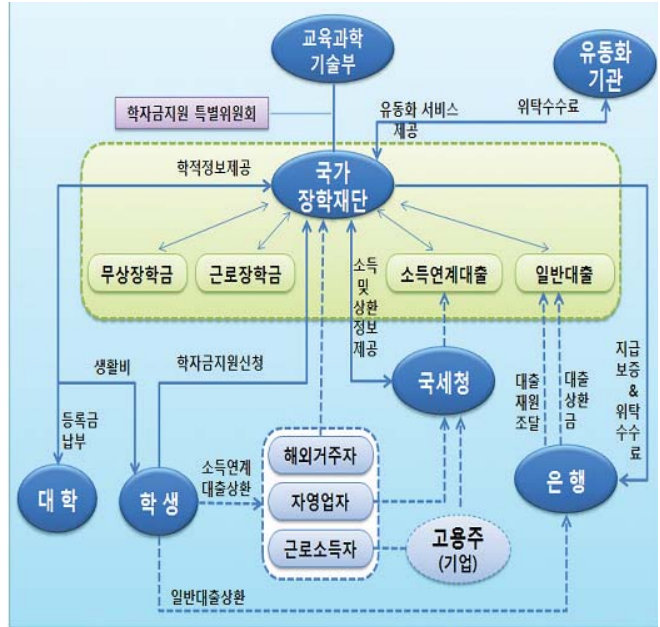 교육과학
기술부
유동화
기관
학자금지원 특별위원회
유동화 서비스
제공
위탁수수료
학적정보제공
국가
장학재단
무상장학금
근로장학금
소득
및
상환
정보
제공
소득연계대출
일반대출
생활비
학자금지원신청
국세청
대출
재원
조달
대출
상환
금
지급
보증
&
위탁
수수
료
등록금
납부
대학
학생
소득연계
대출상환
해외거주자
자영업자
근로소득자
고용주
(기업)
은행
일반대출상환